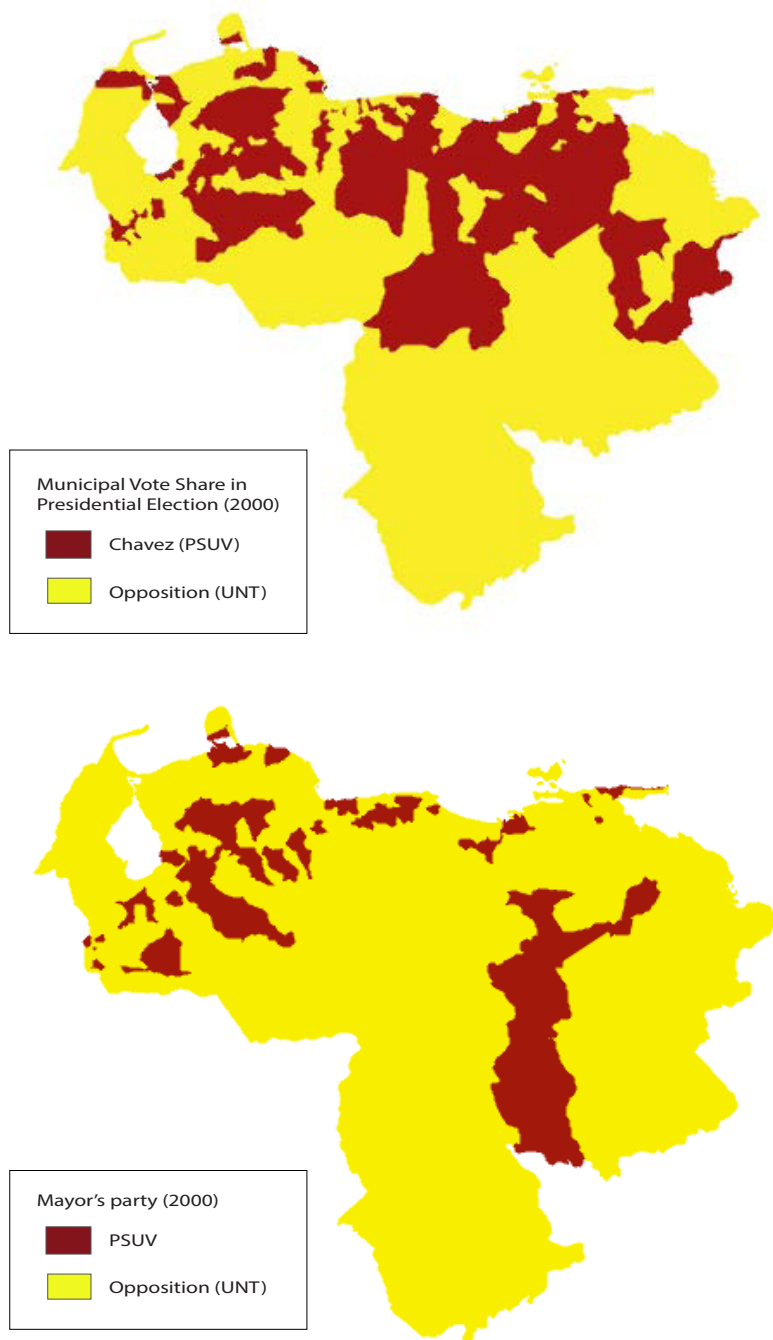 Municipal Vote Share in
Presidential Election (2000)
Chavez (PSUV)
Opposition (UNT)
Mayor's party (2000)
PSUV
Opposition (UNT)